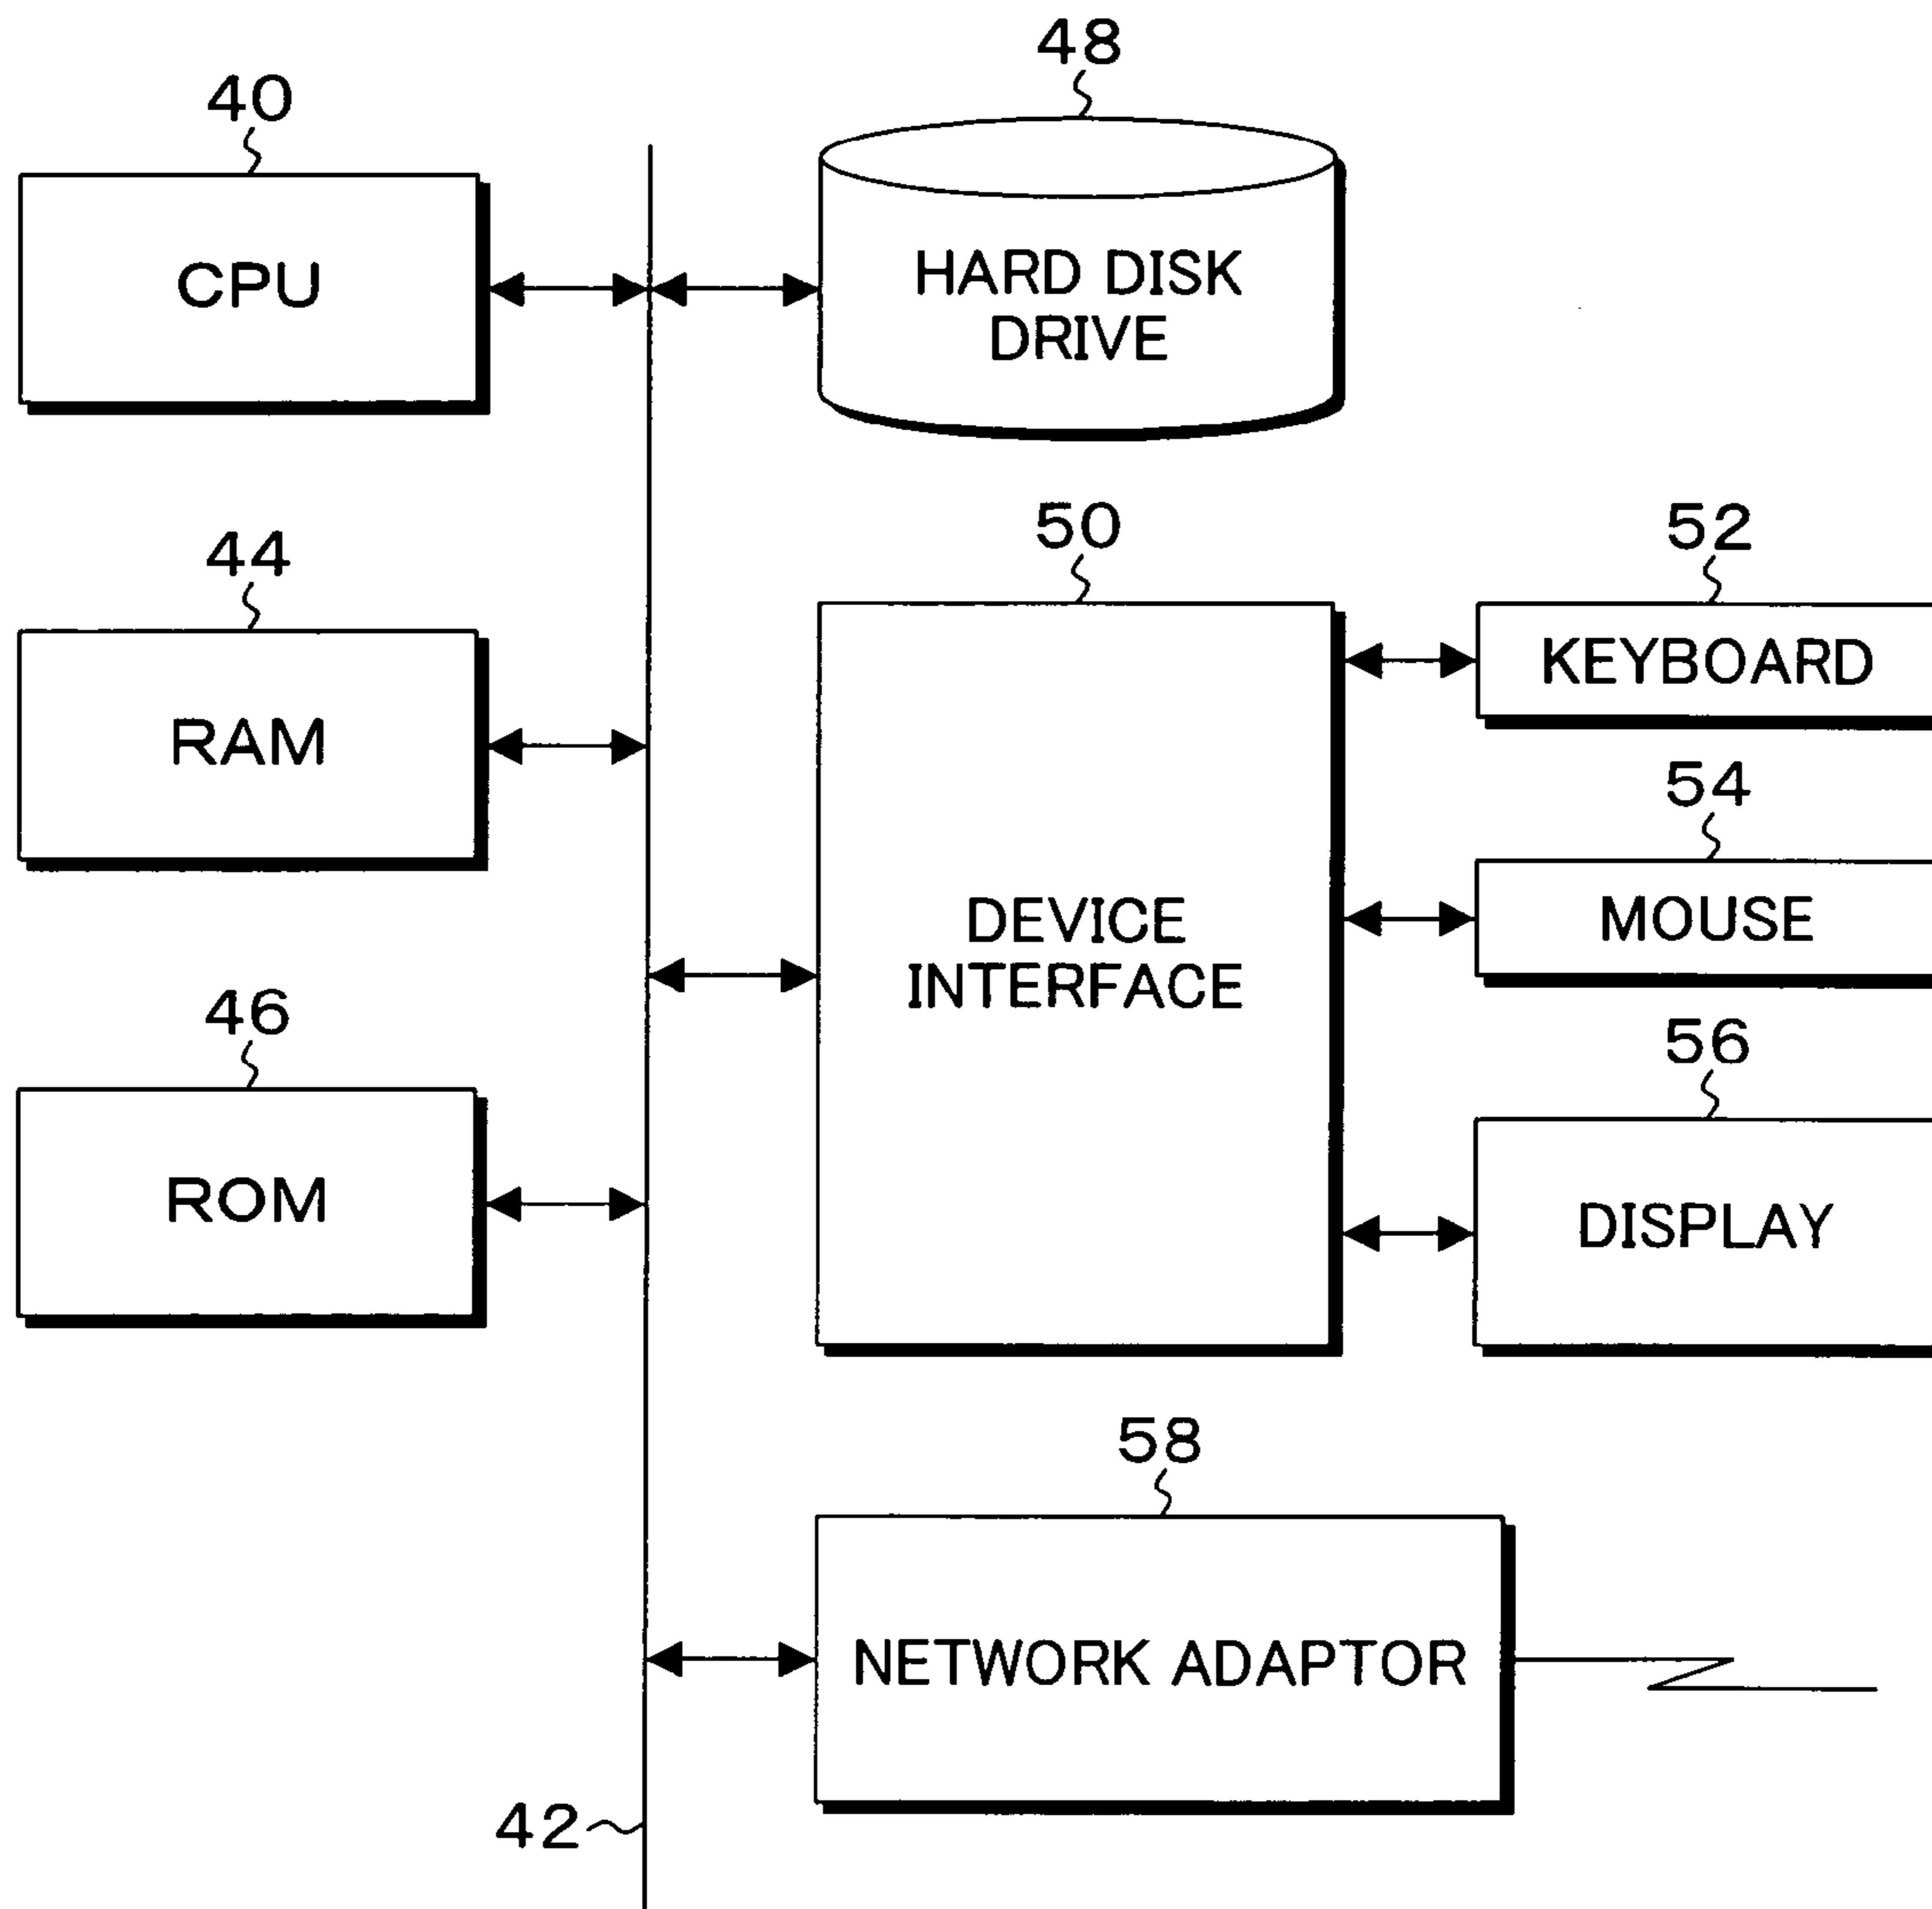 48
40
CPU
HARD DISK
DRIVE
50
52
44
KEYBOARD
RAM
54
DEVICE
INTERFACE
MOUSE
46
56
ROM
DISPLAY
58
NETWORK ADAPTOR
42